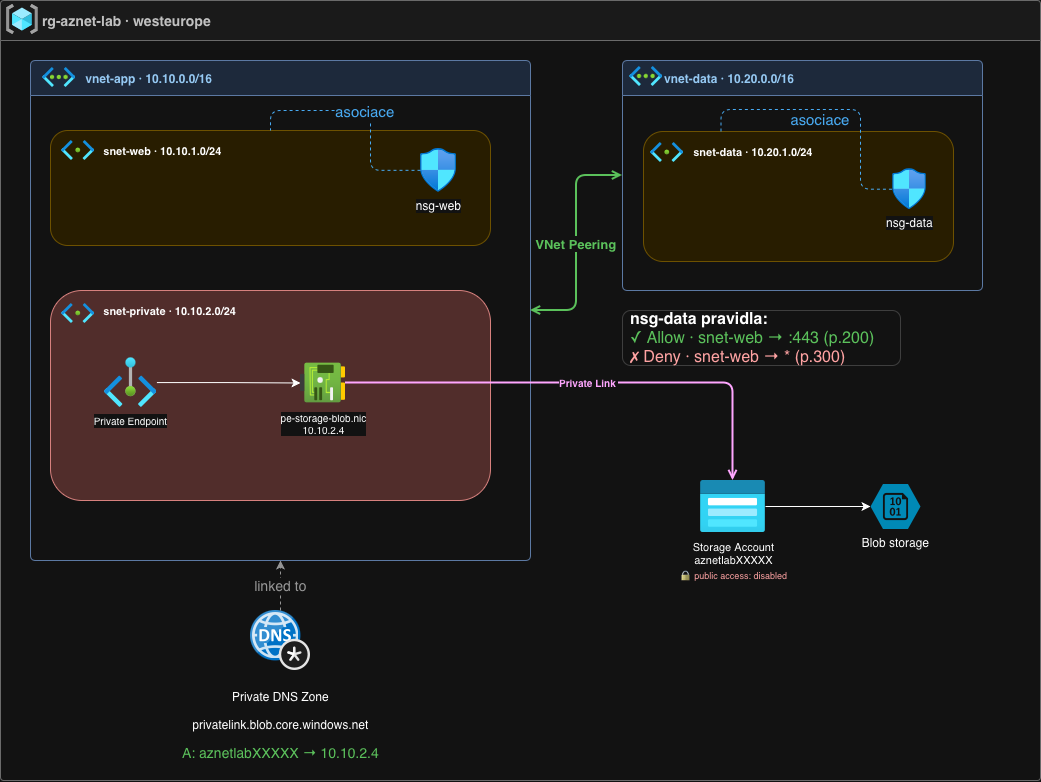 rg-aznet-lab · westeurope
vnet-app · 10.10.0.0/16
asociace
snet-web · 10.10.1.0/24
nsg-web
snet-private · 10.10.2.0/24
Private Endpoint
pe-storage-blob.nic
10.10.2.4
VNet Peering
vnet-data · 10.20.0.0/16
asociace
snet-data · 10.20.1.0/24
nsg-data
nsg-data pravidla:
✓ Allow · snet-web → :443 (p.200)
✗ Deny · snet-web → * (p.300)
Private Link
Storage Account
aznetlabXXXXX
🔒 public access: disabled
10
01
Blob storage
linked to
DNS
Private DNS Zone
privatelink.blob.core.windows.net
A: aznetlabXXXXX → 10.10.2.4